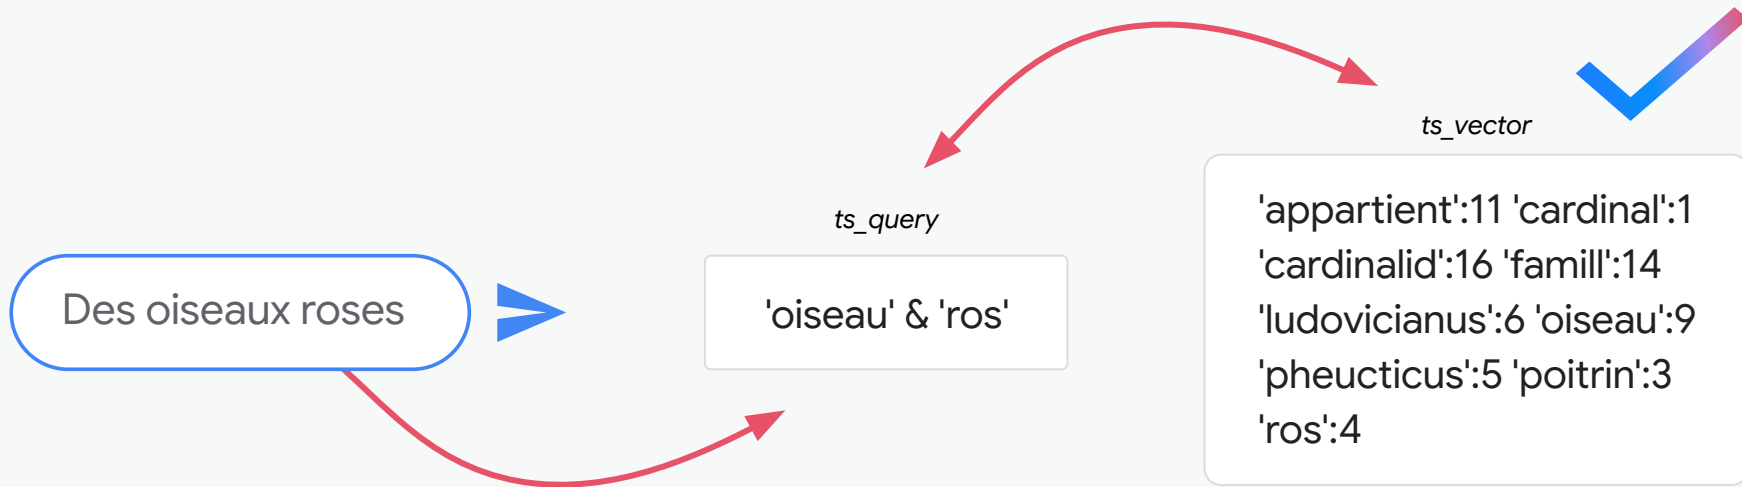 Des oiseaux roses
ts_query
'oiseau' & 'ros'
ts_vector
'appartient':11 'cardinal':1
'cardinalid':16 'famill':14
'ludovicianus':6 'oiseau':9
'pheucticus':5 'poitrin':3
'ros':4